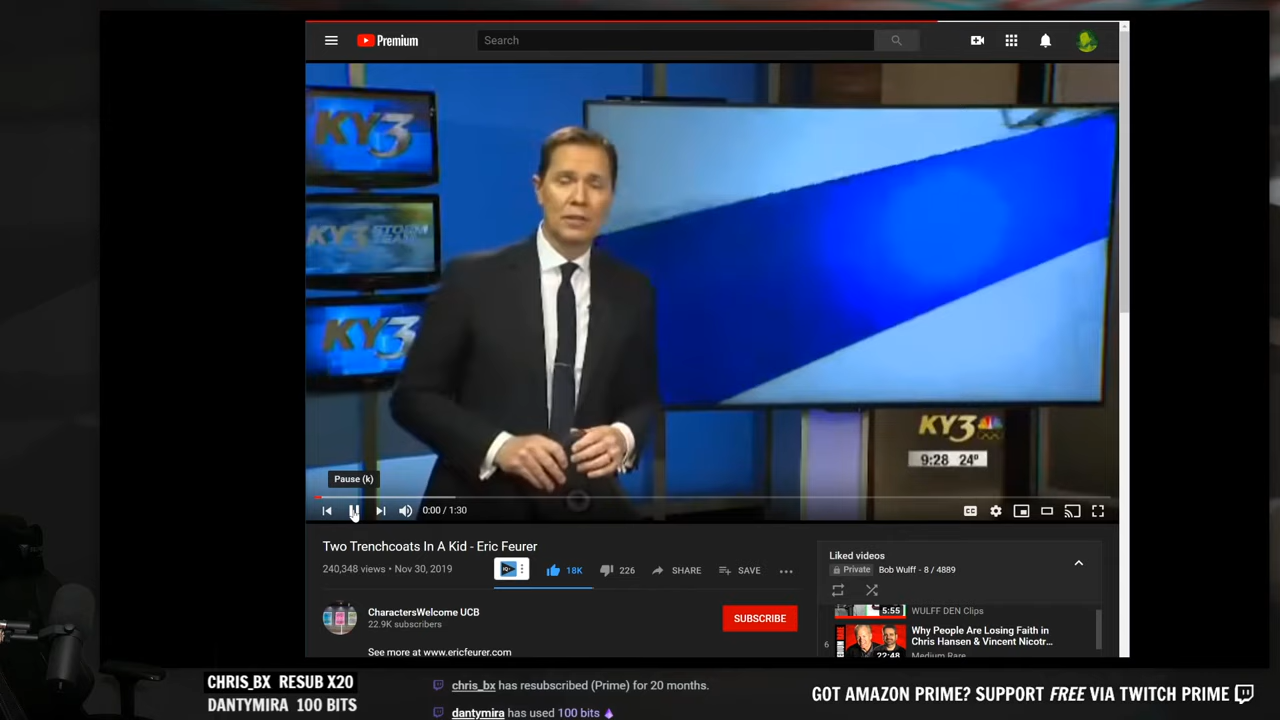 Premium
Search
KY3
KY3 STORM TEAM
KY3
KY3
9:28 24°
Pause (k)
0:00 / 1:30
CC
Two Trenchcoats In A Kid - Eric Feurer
240,348 views • Nov 30, 2019
18K
226
SHARE
SAVE
CharactersWelcome UCB
22.9K subscribers
SUBSCRIBE
See more at www.ericfeurer.com
Liked videos
Private Bob Wulff - 8 / 4889
5:55
WULFF DEN Clips
6
Why People Are Losing Faith in
Chris Hansen & Vincent Nicotr...
22:48
Medium Rare
CHRIS_BX RESUB X20
DANTYMIRA 100 BITS
chris_bx has resubscribed (Prime) for 20 months.
dantymira has used 100 bits
GOT AMAZON PRIME? SUPPORT FREE VIA TWITCH PRIME